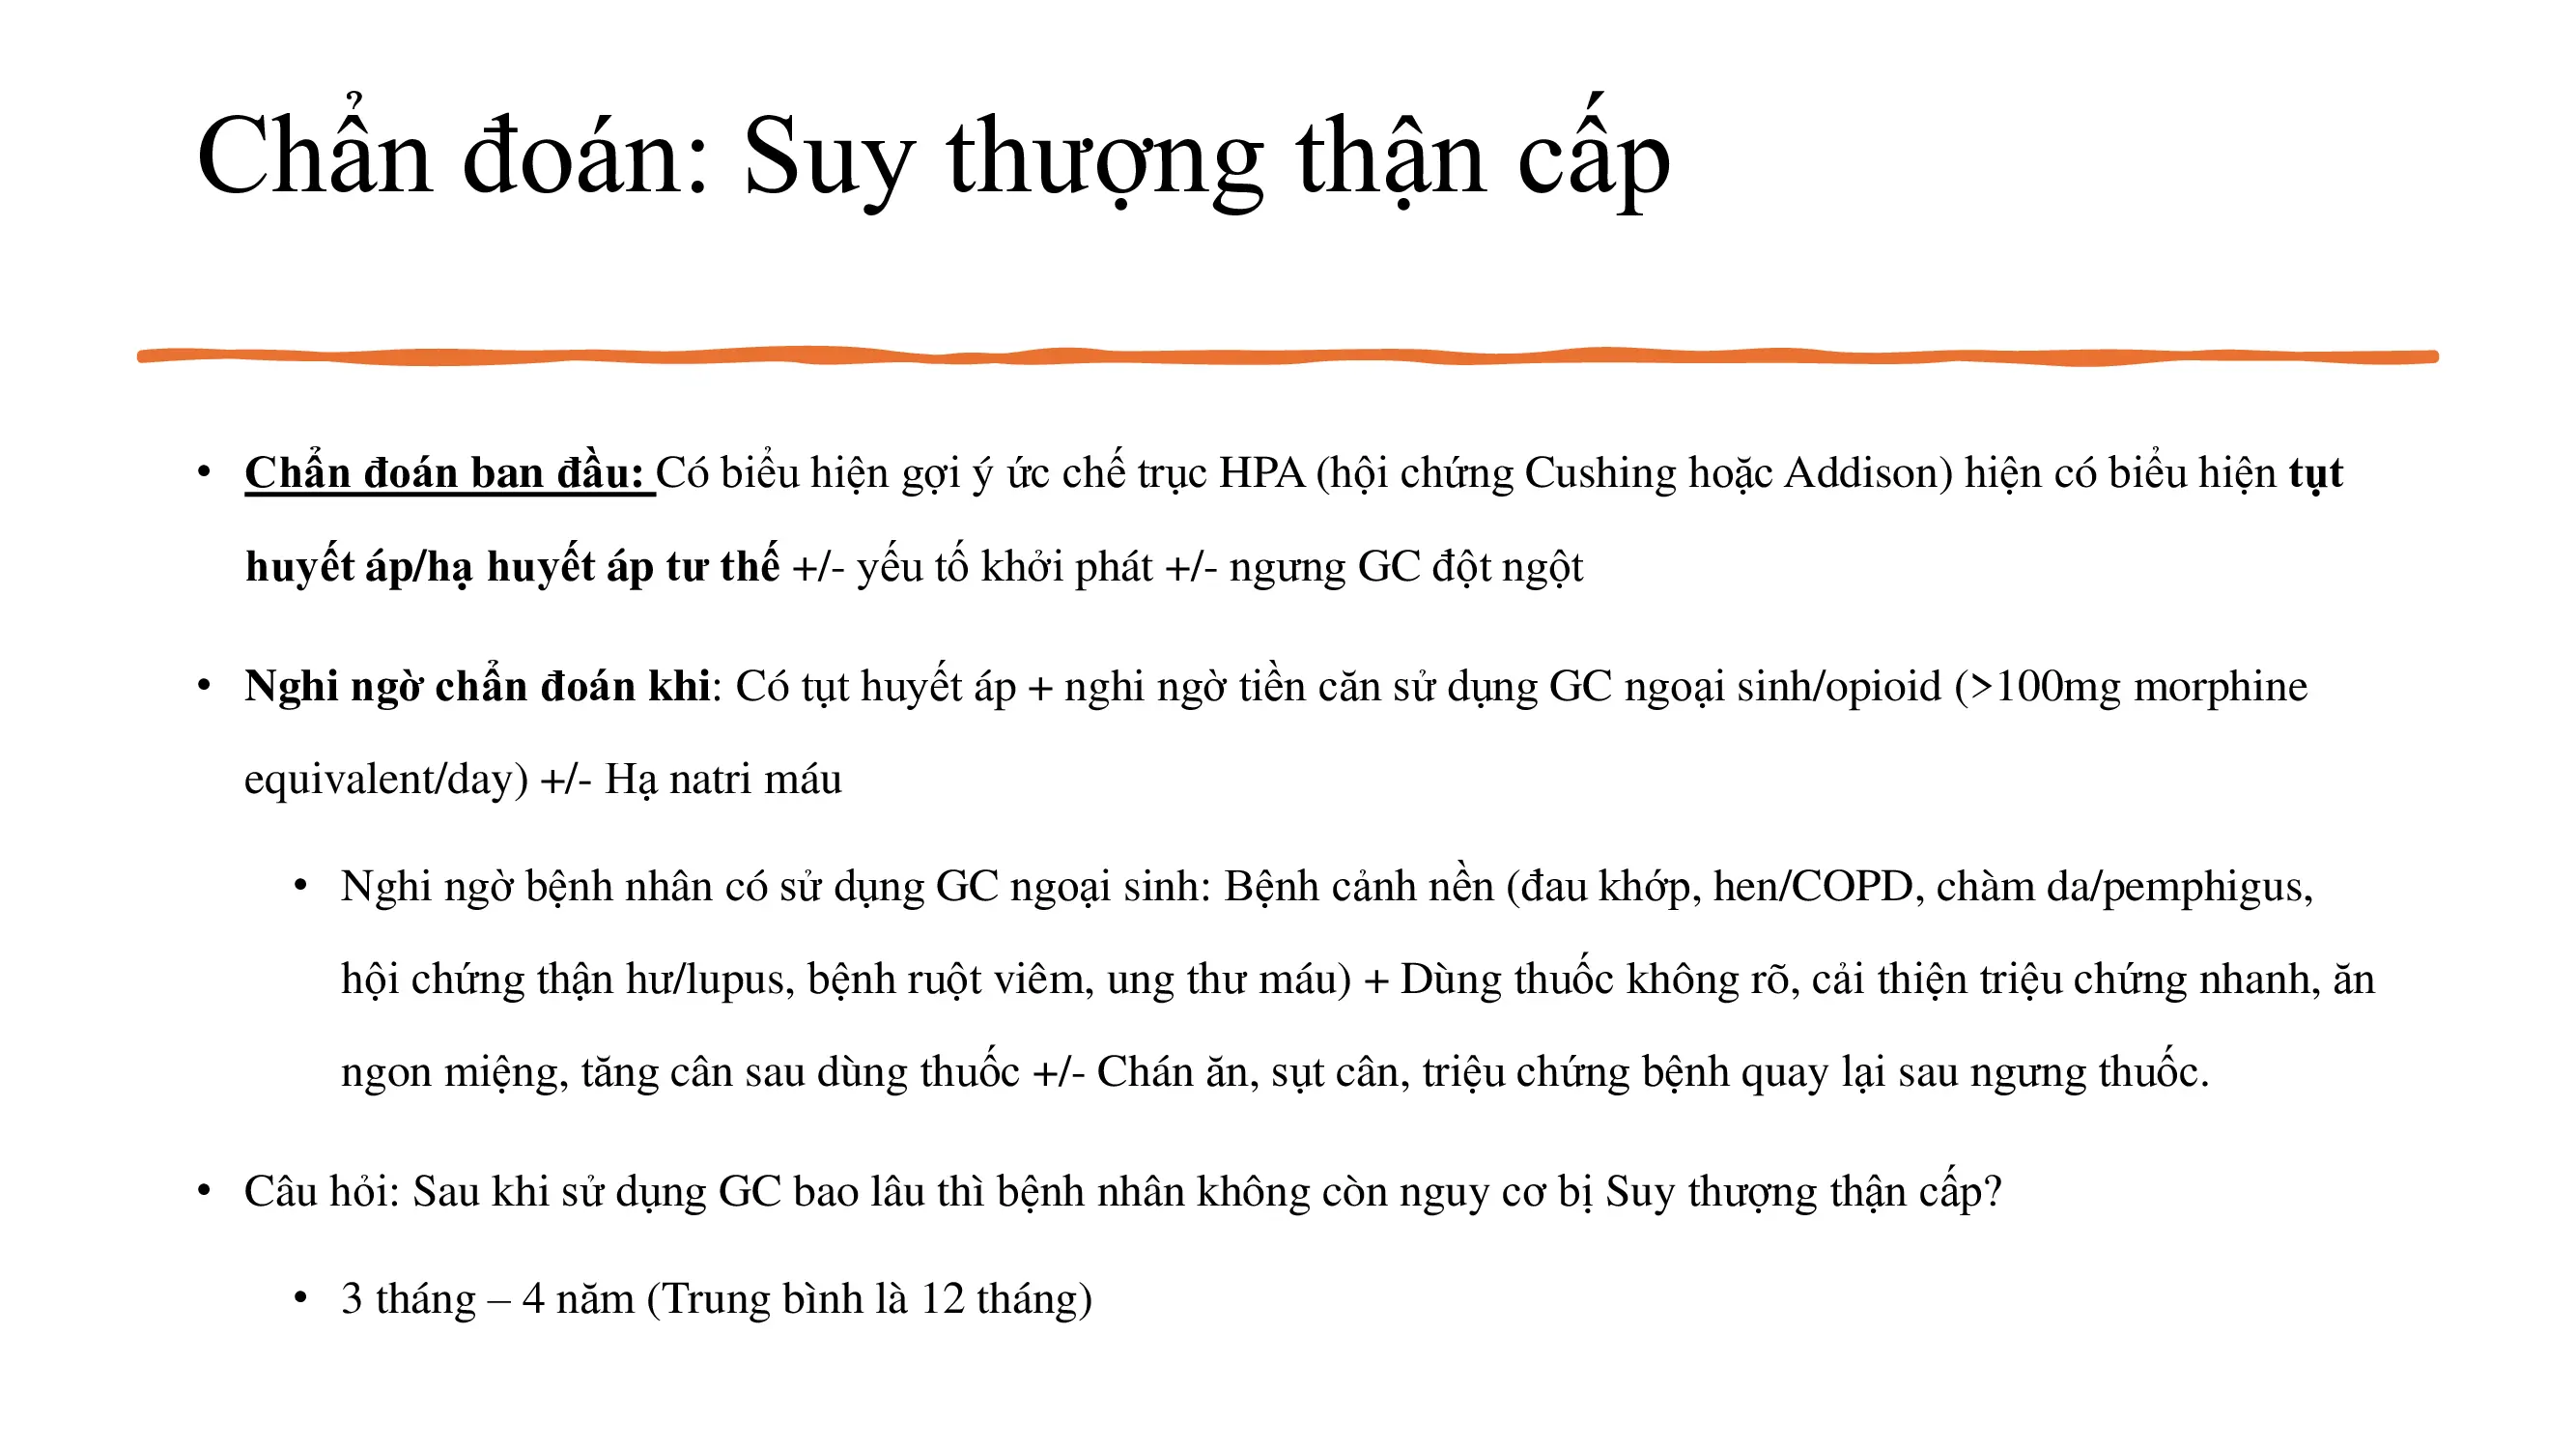 Chẩn đoán: Suy thượng thận cấp
• Chẩn đoán ban đầu: Có biểu hiện gợi ý ức chế trục HPA (hội chứng Cushing hoặc Addison) hiện có biểu hiện tụt
huyết áp/hạ huyết áp tư thế +/- yếu tố khởi phát +/- ngưng GC đột ngột
• Nghi ngờ chẩn đoán khi: Có tụt huyết áp + nghi ngờ tiền căn sử dụng GC ngoại sinh/opioid (>100mg morphine
equivalent/day) +/- Hạ natri máu
• Nghi ngờ bệnh nhân có sử dụng GC ngoại sinh: Bệnh cảnh nền (đau khớp, hen/COPD, chàm da/pemphigus,
hội chứng thận hư/lupus, bệnh ruột viêm, ung thư máu) + Dùng thuốc không rõ, cải thiện triệu chứng nhanh, ăn
ngon miệng, tăng cân sau dùng thuốc +/- Chán ăn, sụt cân, triệu chứng bệnh quay lại sau ngưng thuốc.
• Câu hỏi: Sau khi sử dụng GC bao lâu thì bệnh nhân không còn nguy cơ bị Suy thượng thận cấp?
• 3 tháng – 4 năm (Trung bình là 12 tháng)